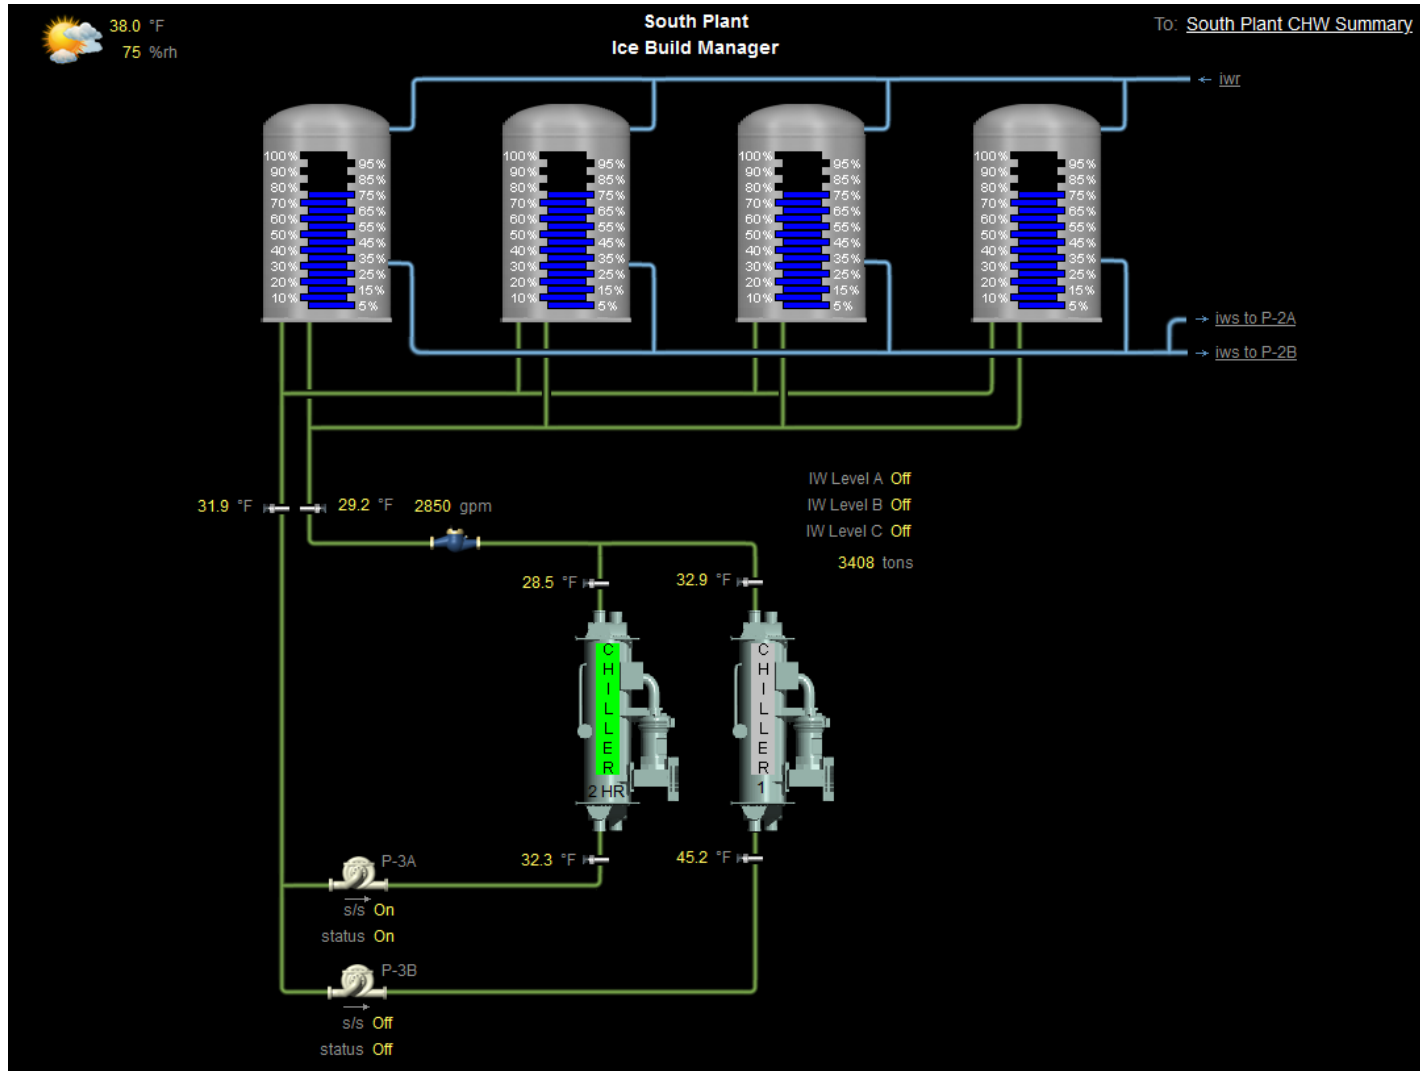 38.0 °F
75 %rh
South Plant
Ice Build Manager
To: South Plant CHW Summary
← iwr
100% 95% 100% 95% 100% 95% 100% 95%
90% 85% 90% 85% 90% 85% 90% 85%
80% 75% 80% 75% 80% 75% 80% 75%
70% 65% 70% 65% 70% 65% 70% 65%
60% 55% 60% 55% 60% 55% 60% 55%
50% 45% 50% 45% 50% 45% 50% 45%
40% 35% 40% 35% 40% 35% 40% 35%
30% 25% 30% 25% 30% 25% 30% 25%
20% 15% 20% 15% 20% 15% 20% 15%
10% 5% 10% 5% 10% 5% 10% 5%
→ iws to P-2A
→ iws to P-2B
IW Level A Off
IW Level B Off
IW Level C Off
3408 tons
31.9 °F 29.2 °F 2850 gpm
28.5 °F 32.9 °F
CHILLER
2 HR
CHILLER
1
32.3 °F 45.2 °F
P-3A
s/s On
status On
P-3B
s/s Off
status Off